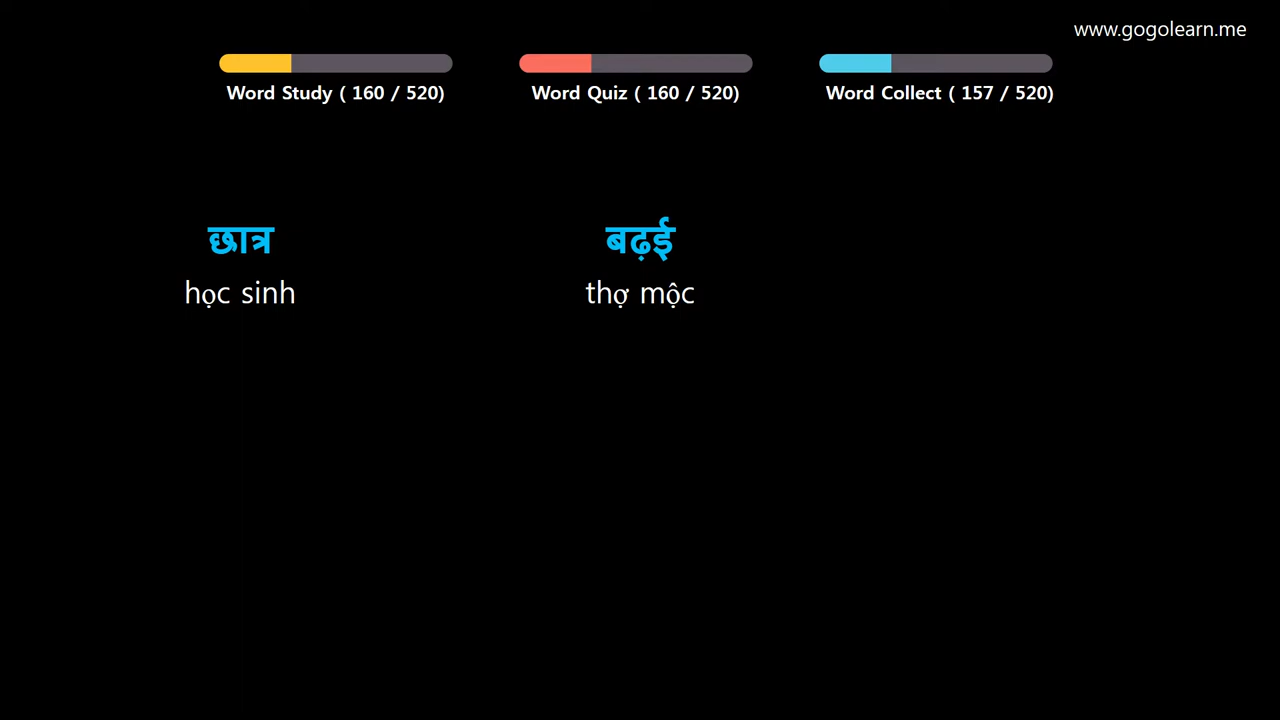 www.gogolearn.me
Word Study ( 160 / 520)
Word Quiz ( 160 / 520)
Word Collect ( 157 / 520)
छात्र
học sinh
बढ़ई
thợ mộc